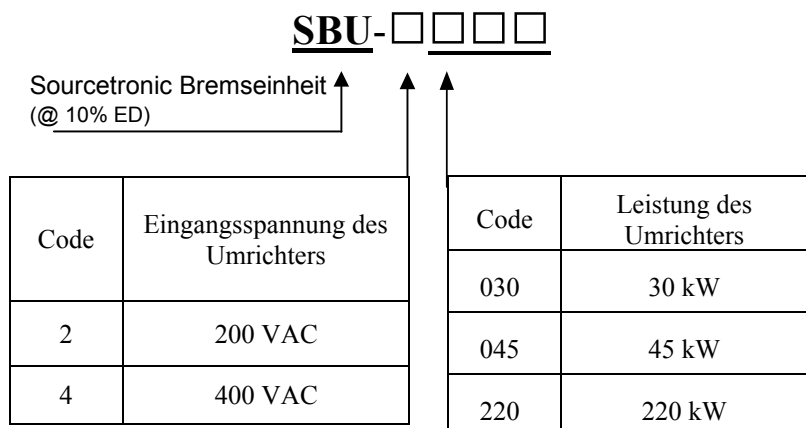 SBU-□□□□
Sourcetronic Bremseinheit
(@ 10% ED)
Code
Eingangsspannung des
Umrichters
2
200 VAC
4
400 VAC
Code
Leistung des
Umrichters
030
30 kW
045
45 kW
220
220 kW